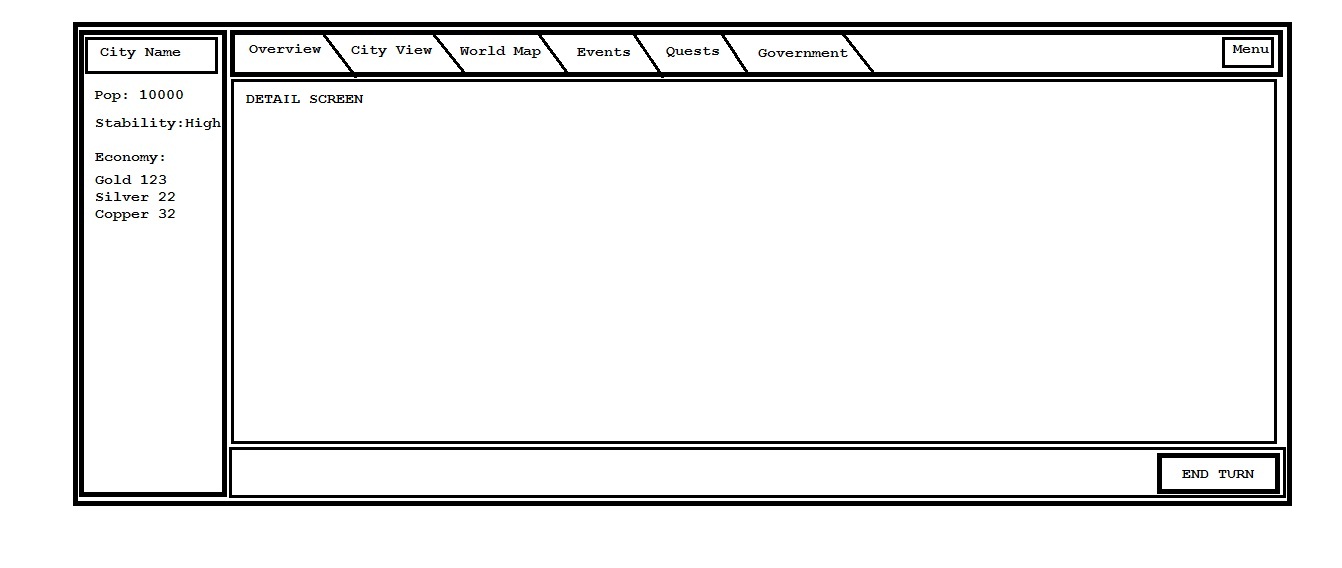 City Name
Pop: 10000
Stability:High
Economy:
Gold 123
Silver 22
Copper 32
Overview City View World Map Events Quests Government Menu
DETAIL SCREEN
END TURN